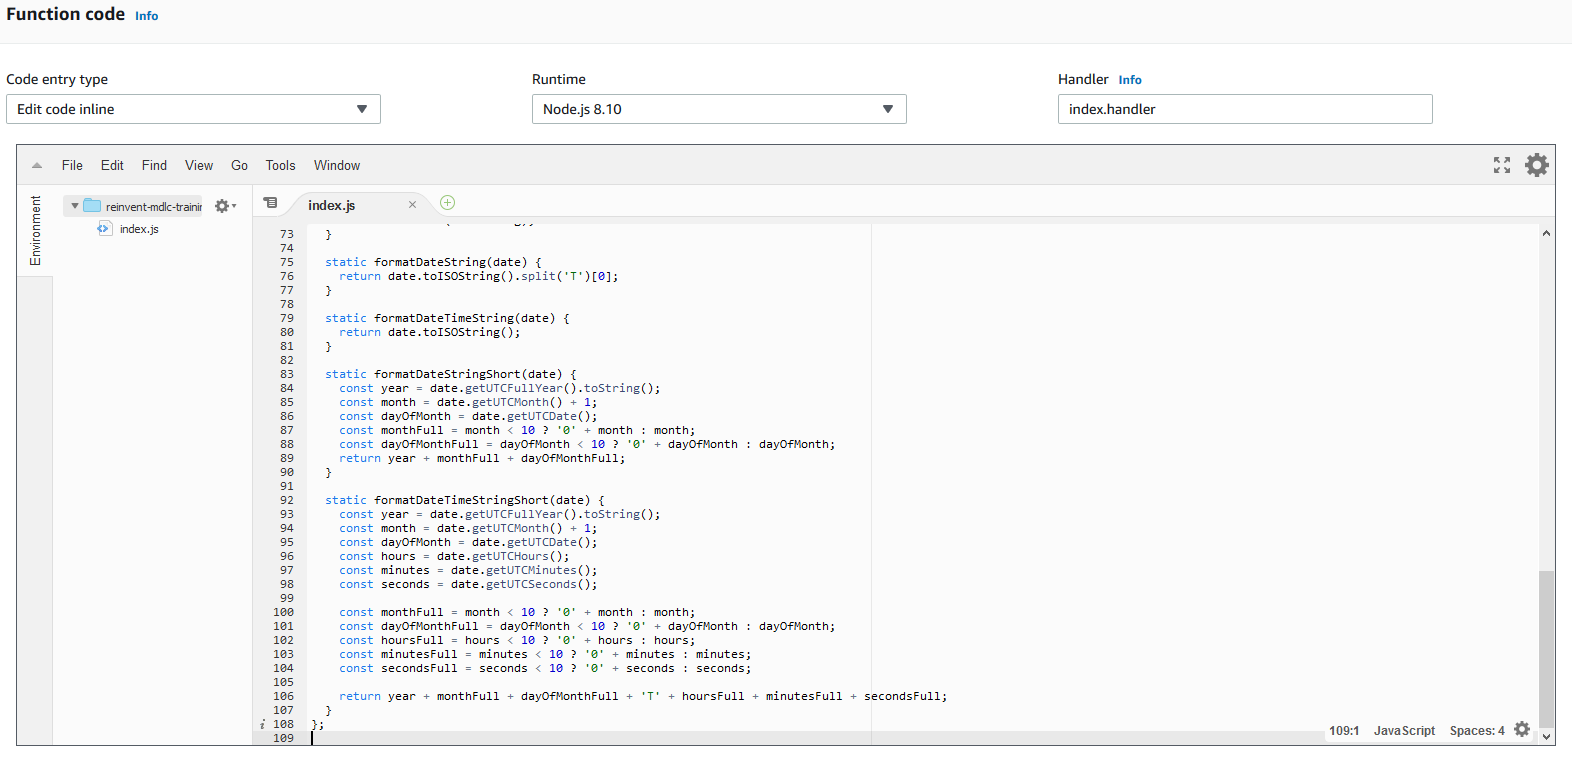 Function code Info
Code entry type
Runtime
Handler Info
Edit code inline
Node.js 8.10
index.handler
File Edit Find View Go Tools Window
Environment
reinvent-mdlc-trainin
index.js
index.js
73 }
74
75 static formatDateString(date) {
76 return date.toISOString().split('T')[0];
77 }
78
79 static formatDateTimeString(date) {
80 return date.toISOString();
81 }
82
83 static formatDateStringShort(date) {
84 const year = date.getUTCFullYear().toString();
85 const month = date.getUTCMonth() + 1;
86 const dayOfMonth = date.getUTCDate();
87 const monthFull = month < 10 ? '0' + month : month;
88 const dayOfMonthFull = dayOfMonth < 10 ? '0' + dayOfMonth : dayOfMonth;
89 return year + monthFull + dayOfMonthFull;
90 }
91
92 static formatDateTimeStringShort(date) {
93 const year = date.getUTCFullYear().toString();
94 const month = date.getUTCMonth() + 1;
95 const dayOfMonth = date.getUTCDate();
96 const hours = date.getUTCHours();
97 const minutes = date.getUTCMinutes();
98 const seconds = date.getUTCSeconds();
99
100 const monthFull = month < 10 ? '0' + month : month;
101 const dayOfMonthFull = dayOfMonth < 10 ? '0' + dayOfMonth : dayOfMonth;
102 const hoursFull = hours < 10 ? '0' + hours : hours;
103 const minutesFull = minutes < 10 ? '0' + minutes : minutes;
104 const secondsFull = seconds < 10 ? '0' + seconds : seconds;
105
106 return year + monthFull + dayOfMonthFull + 'T' + hoursFull + minutesFull + secondsFull;
107 }
108 };
109
109:1 JavaScript Spaces: 4